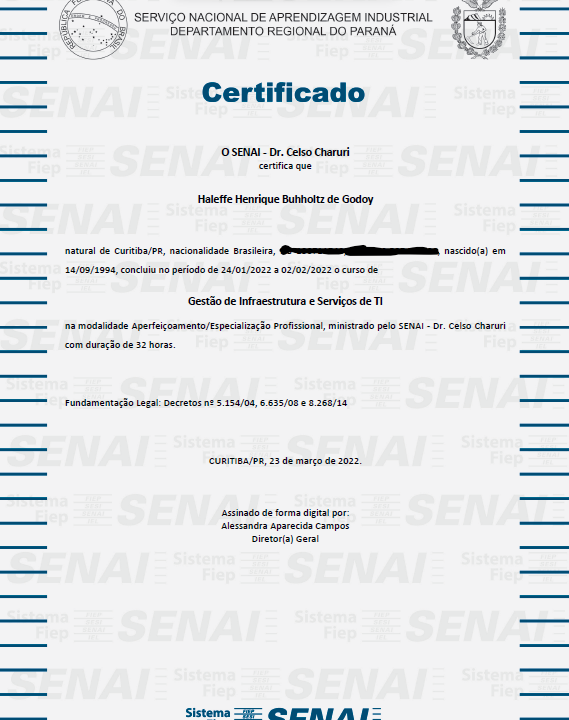 REPÚBLICA FEDERATIVA DO BRASIL
SERVIÇO NACIONAL DE APRENDIZAGEM INDUSTRIAL
DEPARTAMENTO REGIONAL DO PARANÁ
Certificado
O SENAI - Dr. Celso Charuri
certifica que
Haleffe Henrique Buhholtz de Godoy
natural de Curitiba/PR, nacionalidade Brasileira, , nascido(a) em
14/09/1994, concluiu no período de 24/01/2022 a 02/02/2022 o curso de
Gestão de Infraestrutura e Serviços de TI
na modalidade Aperfeiçoamento/Especialização Profissional, ministrado pelo SENAI - Dr. Celso Charuri
com duração de 32 horas.
Fundamentação Legal: Decretos nº 5.154/04, 6.635/08 e 8.268/14
CURITIBA/PR, 23 de março de 2022.
Assinado de forma digital por:
Alessandra Aparecida Campos
Diretor(a) Geral
Sistema FIEP SENAI